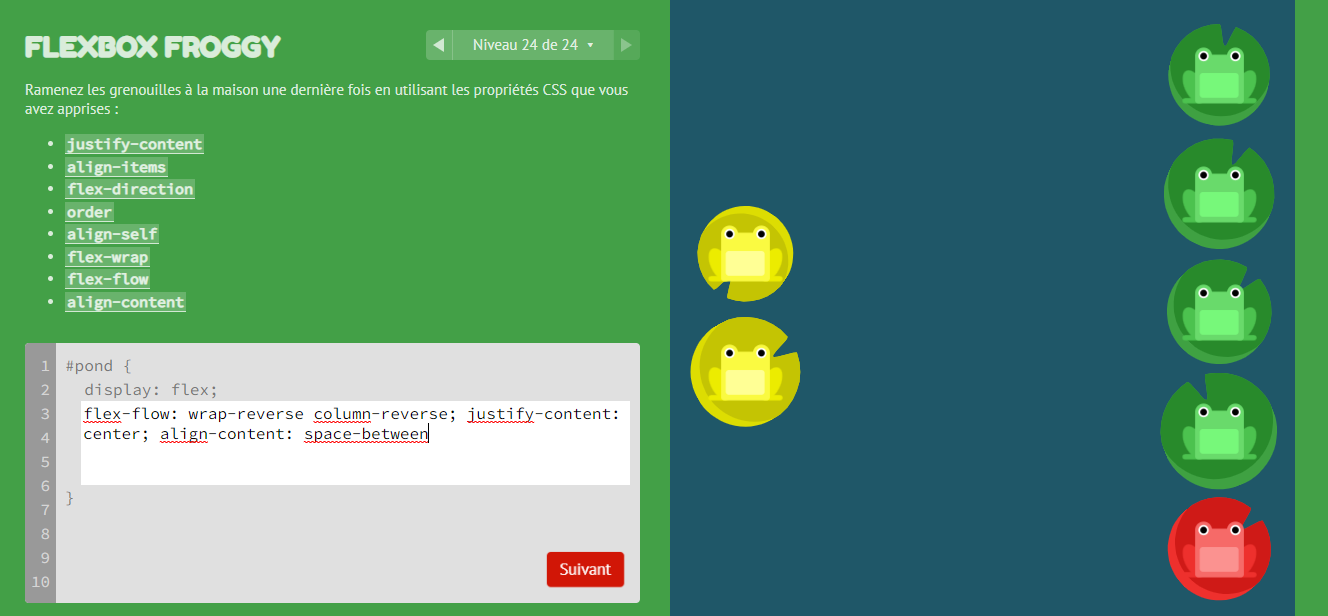 FLEXBOX FROGGY
◀ Niveau 24 de 24 ▾ ▶
Ramenez les grenouilles à la maison une dernière fois en utilisant les propriétés CSS que vous
avez apprises :
• justify-content
• align-items
• flex-direction
• order
• align-self
• flex-wrap
• flex-flow
• align-content
1 #pond {
2 display: flex;
3 flex-flow: wrap-reverse column-reverse; justify-content:
4 center; align-content: space-between
5
6 }
7
8
9
10
Suivant